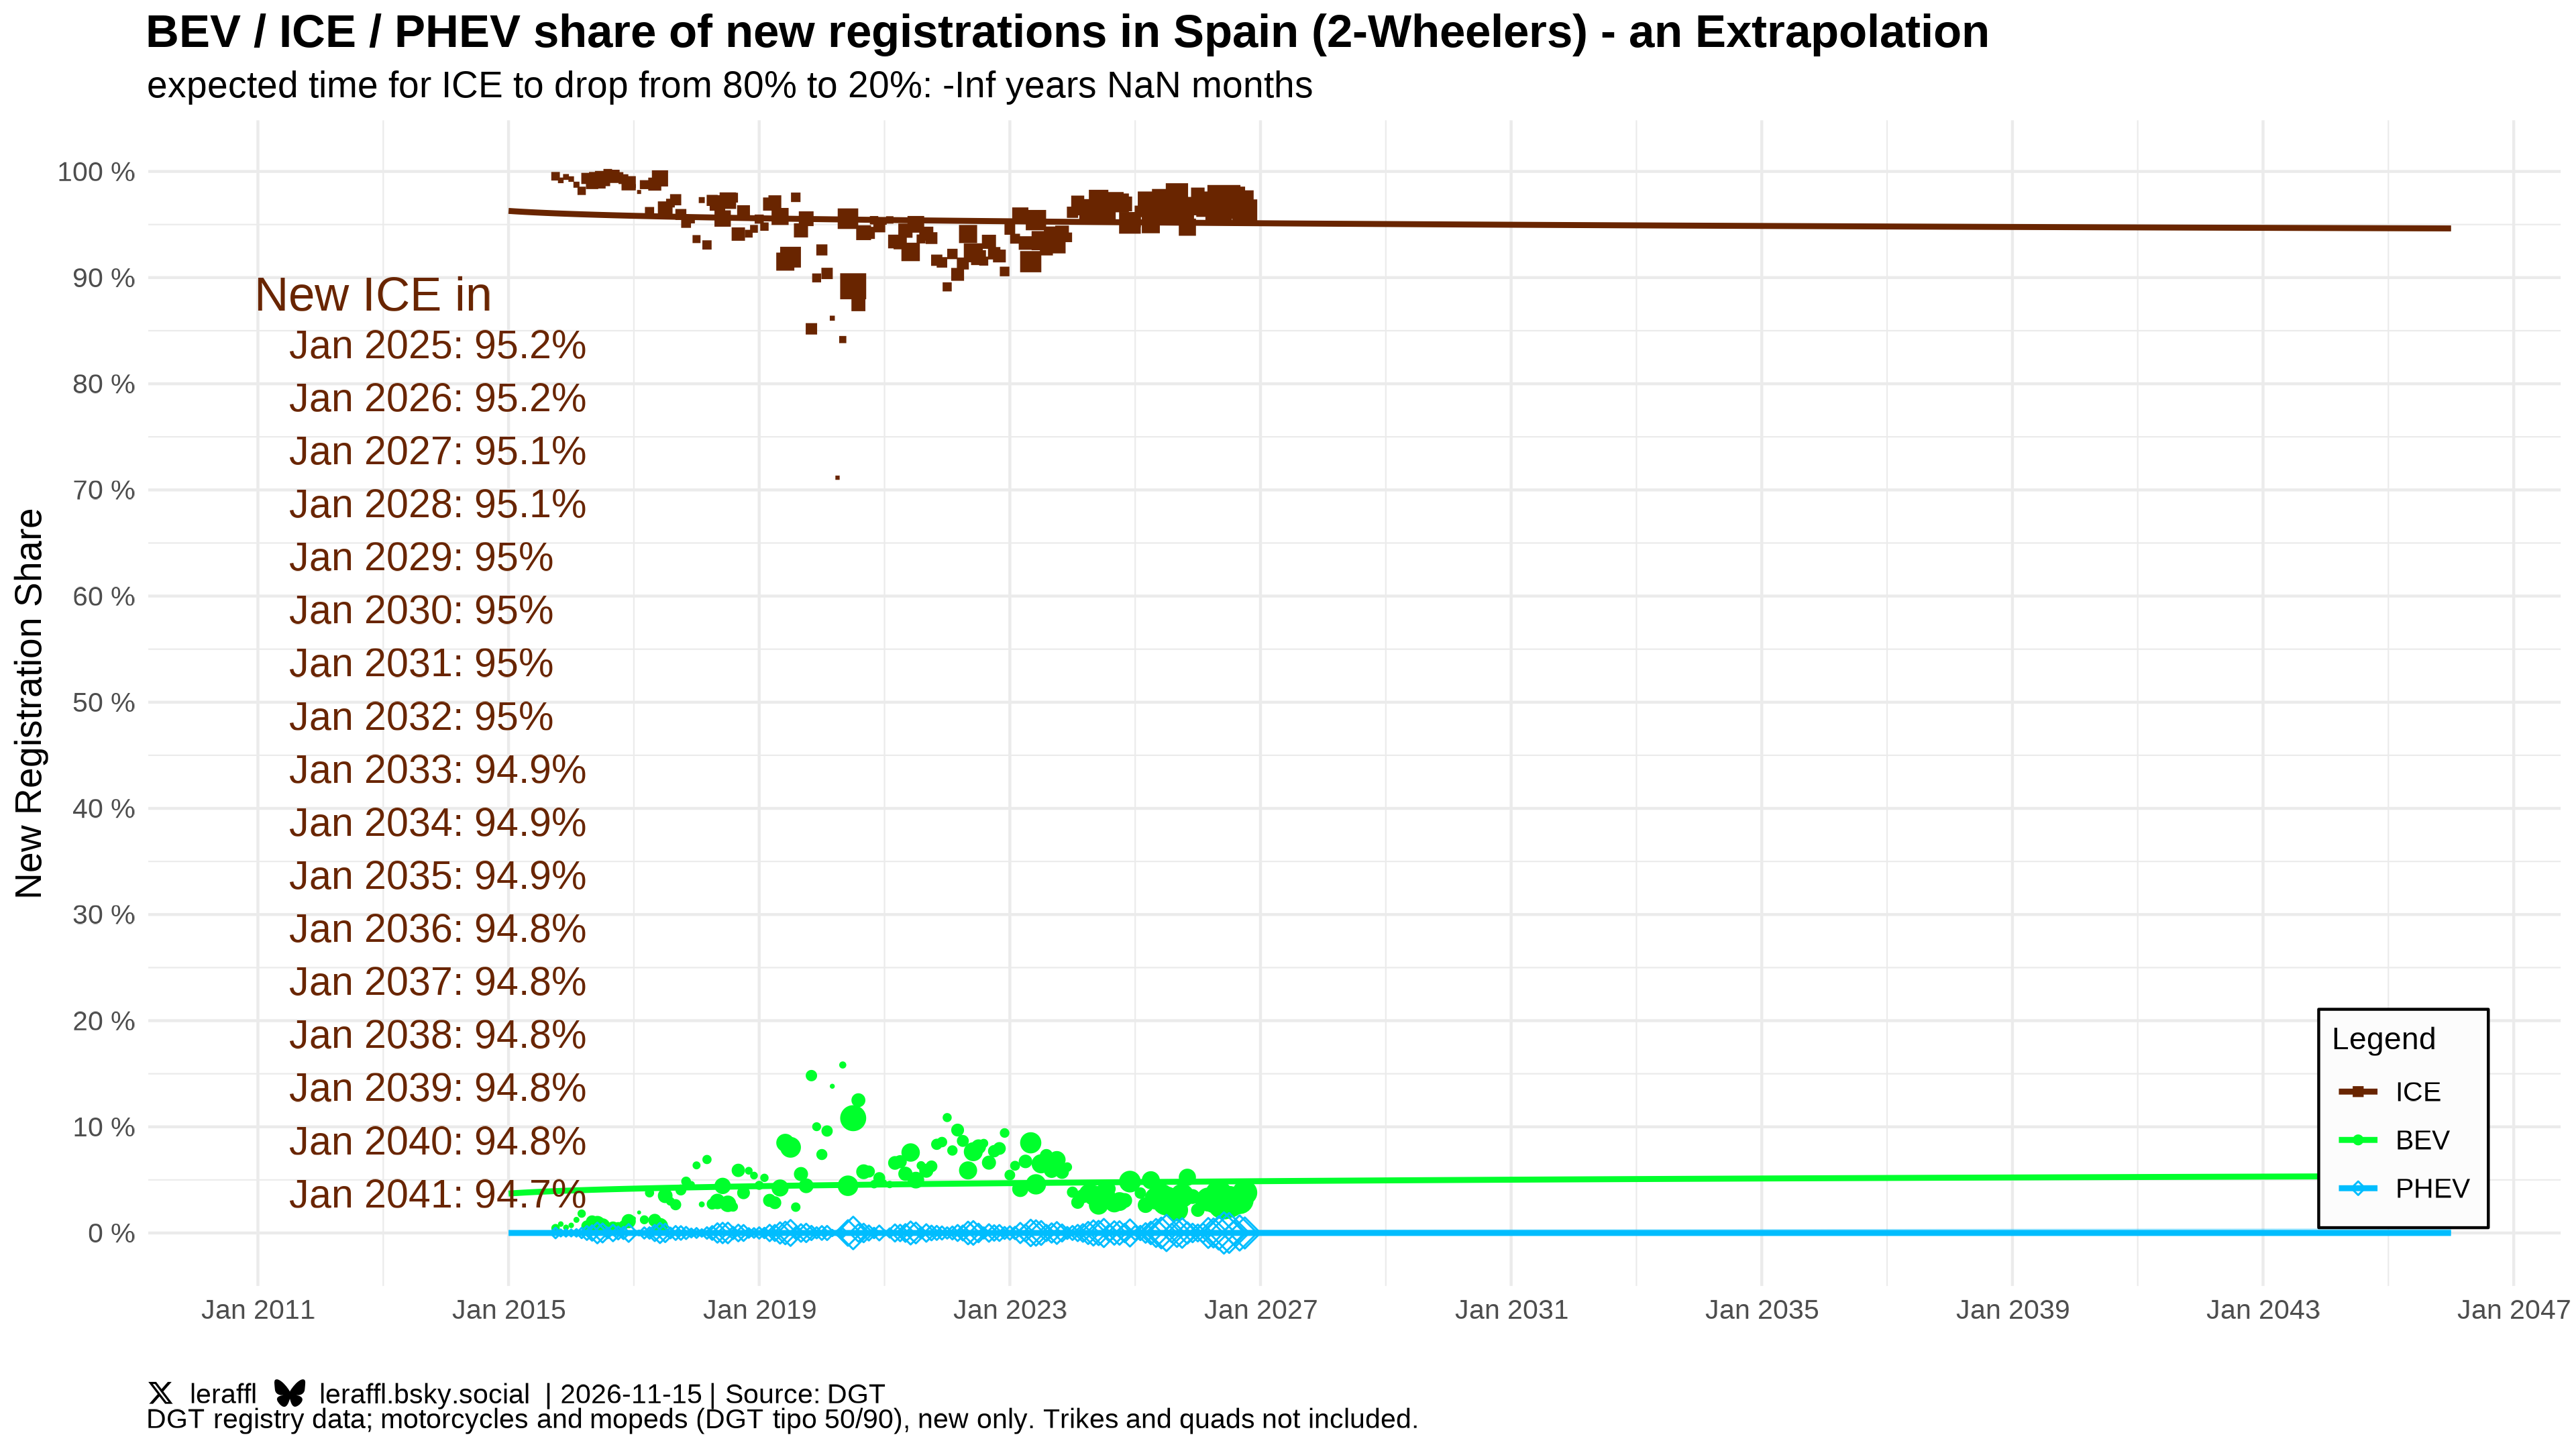 BEV / ICE / PHEV share of new registrations in Spain (2-Wheelers) - an Extrapolation
expected time for ICE to drop from 80% to 20%: -Inf years NaN months
New Registration Share
100 %
90 %
80 %
70 %
60 %
50 %
40 %
30 %
20 %
10 %
0 %
New ICE in
Jan 2025: 95.2%
Jan 2026: 95.2%
Jan 2027: 95.1%
Jan 2028: 95.1%
Jan 2029: 95%
Jan 2030: 95%
Jan 2031: 95%
Jan 2032: 95%
Jan 2033: 94.9%
Jan 2034: 94.9%
Jan 2035: 94.9%
Jan 2036: 94.8%
Jan 2037: 94.8%
Jan 2038: 94.8%
Jan 2039: 94.8%
Jan 2040: 94.8%
Jan 2041: 94.7%
Legend
ICE
BEV
PHEV
Jan 2011 Jan 2015 Jan 2019 Jan 2023 Jan 2027 Jan 2031 Jan 2035 Jan 2039 Jan 2043 Jan 2047
leraffl leraffl.bsky.social | 2026-11-15 | Source: DGT
DGT registry data; motorcycles and mopeds (DGT tipo 50/90), new only. Trikes and quads not included.